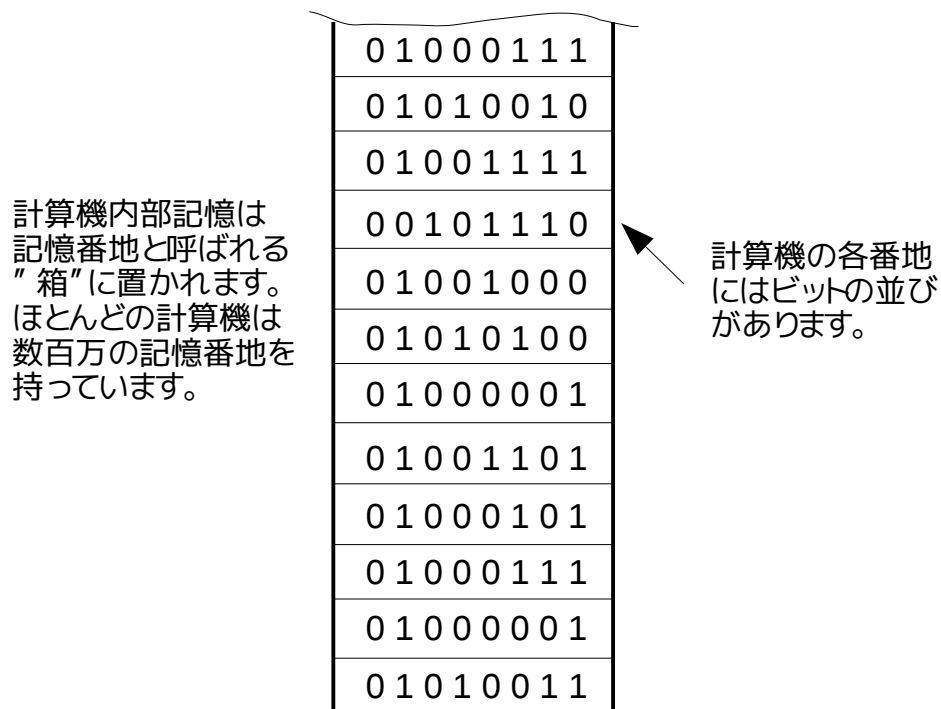 計算機内部記憶は
記憶番地と呼ばれる
"箱"に置かれます。
ほとんどの計算機は
数百万の記憶番地を
持っています。
01000111
01010010
01001111
00101110
01001000
01010100
01000001
01001101
01000101
01000111
01000001
01010011
計算機の各番地
にはビットの並び
があります。